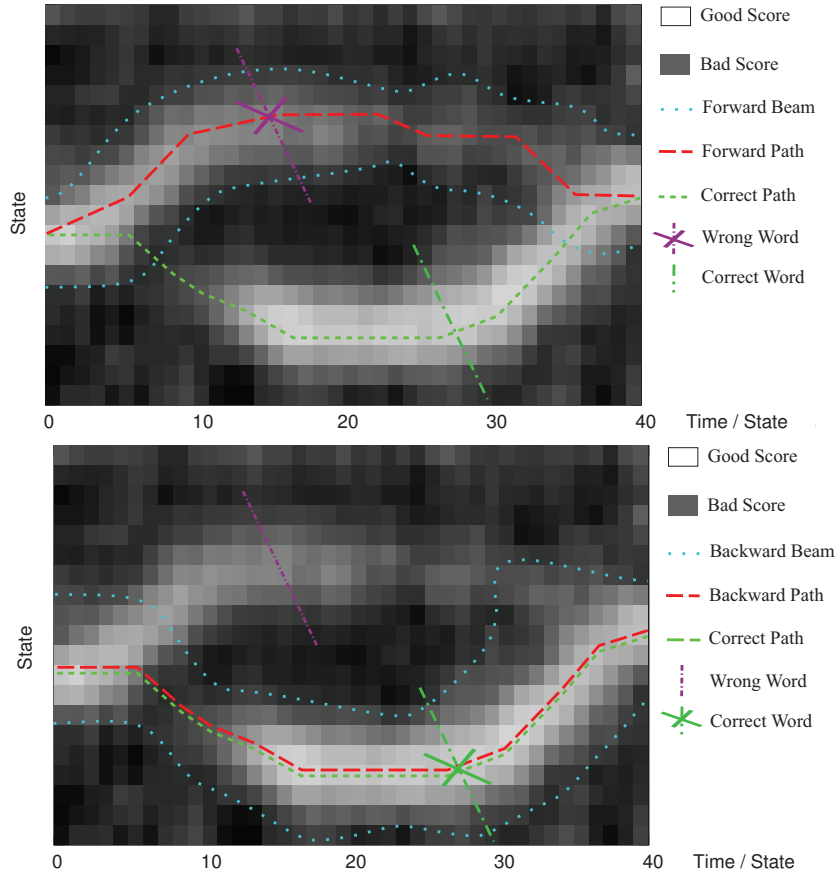 Good Score
Bad Score
Forward Beam
Forward Path
Correct Path
Wrong Word
Correct Word
State
0 10 20 30 40 Time / State
Good Score
Bad Score
Backward Beam
Backward Path
Correct Path
Wrong Word
Correct Word
State
0 10 20 30 40 Time / State